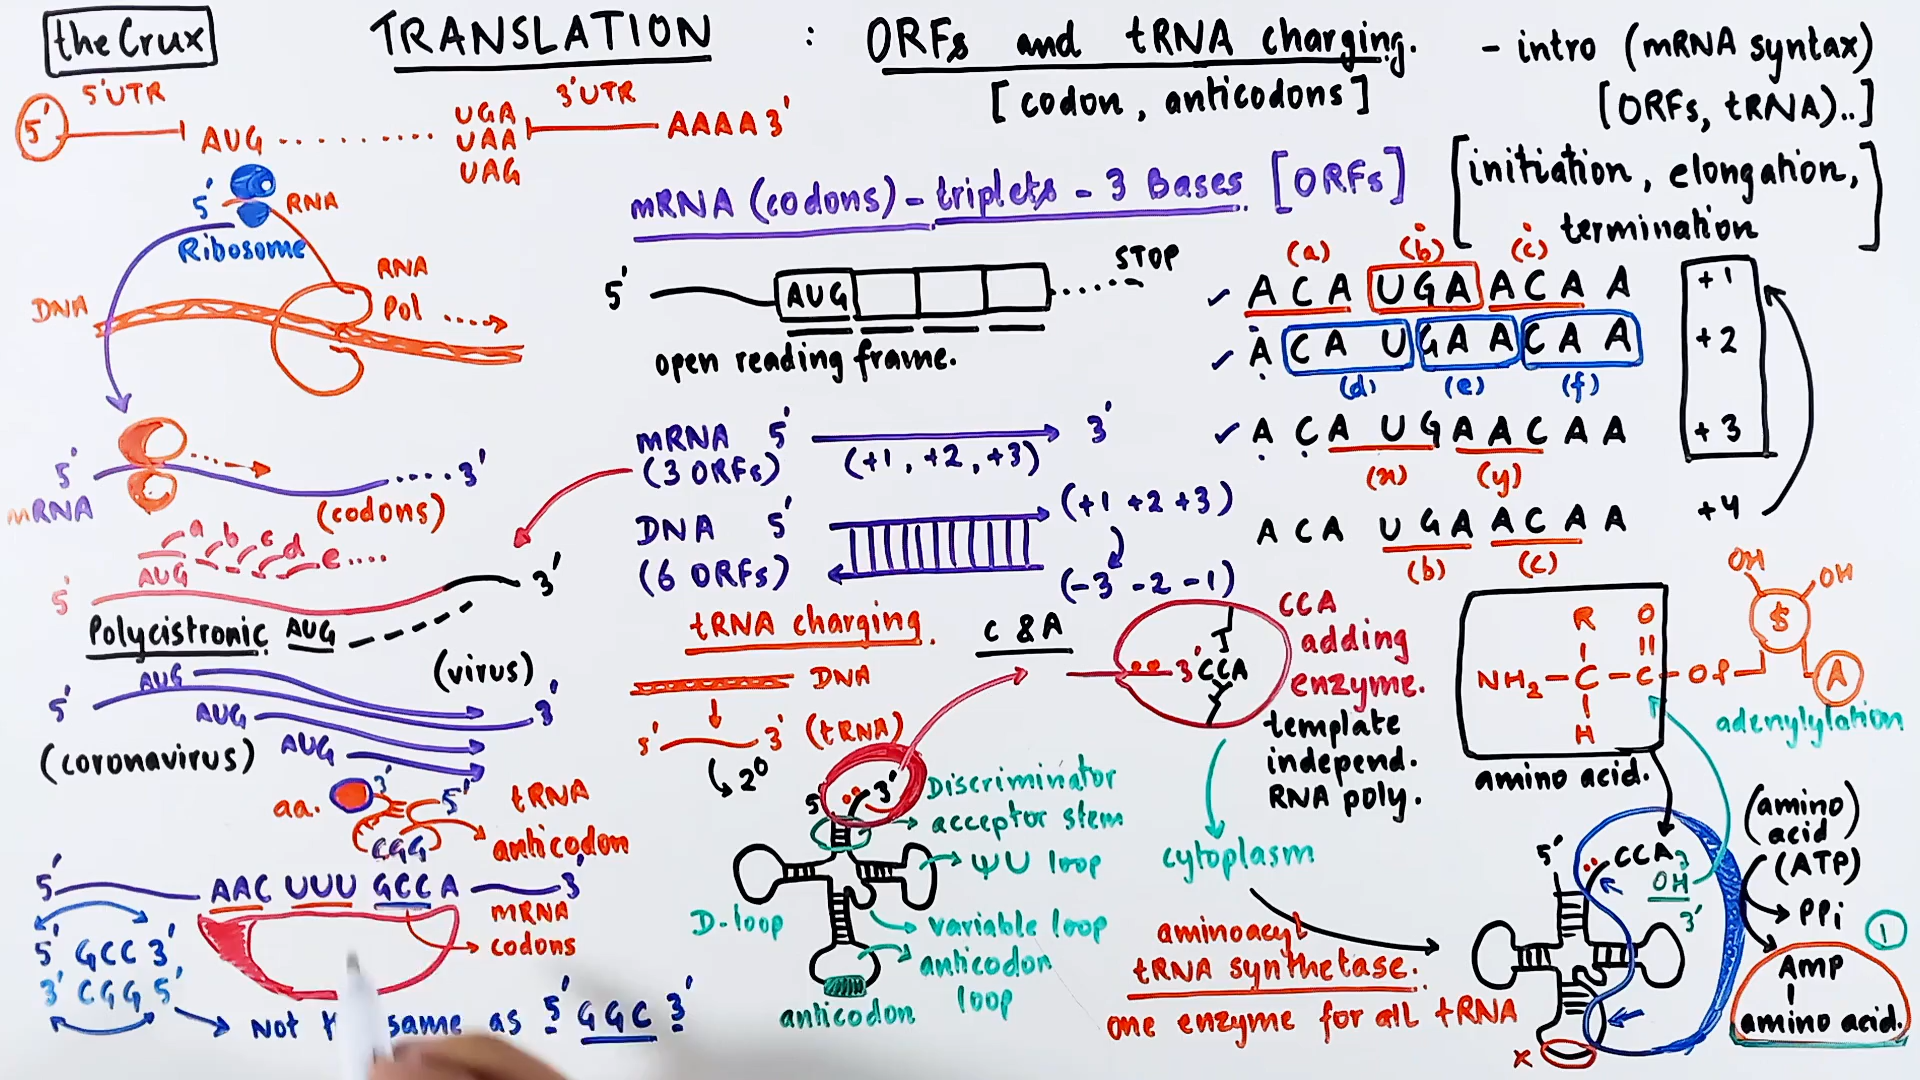 the Crux
TRANSLATION : ORFs and tRNA charging.
[codon, anticodons]
- intro (mRNA syntax)
[ORFs, tRNA)..]
[initiation, elongation,
termination]
5' 5'UTR AUG ........ UGA
UAA
UAG
3'UTR AAAA 3'
5' RNA
Ribosome
RNA
Pol ....
DNA
5' ....3'
mRNA
(codons)
a b c d e....
AUG
5' 3'
Polycistronic AUG
(virus)
AUG
5' 3'
AUG
(coronavirus) AUG
aa. 3' 5' tRNA
CGG anticodon
5' AAC UUU GCC A 3'
mRNA
codons
5' GCC 3'
3' CGG 5'
Not same as 5' GGC 3'
mRNA (codons) - triplets - 3 Bases [ORFs]
5' AUG ...... STOP
open reading frame.
mRNA 5' 3'
(3 ORFs) (+1, +2, +3)
DNA 5' (+1 +2 +3)
(6 ORFs) (-3 -2 -1)
(a) (b) (c)
A C A U G A A C A A +1
A C A U G A A C A A +2
(d) (e) (f)
A C A U G A A C A A +3
(x) (y)
A C A U G A A C A A +4
(b) (c)
tRNA charging.
DNA
5' 3' (tRNA)
2°
5' 3'
Discriminator
acceptor stem
ΨU loop
D-loop
variable loop
anticodon
loop
anticodon
C & A
3' CCA
CCA
adding
enzyme.
template
independ.
RNA poly.
cytoplasm
aminoacyl
tRNA synthetase.
one enzyme for all tRNA
R O
NH₂ - C - C - OP
H
amino acid.
OH OH
A
adenylylation
5' CCA 3'
OH
3'
x
(amino)
acid
(ATP)
PPi
1
AMP
amino acid.